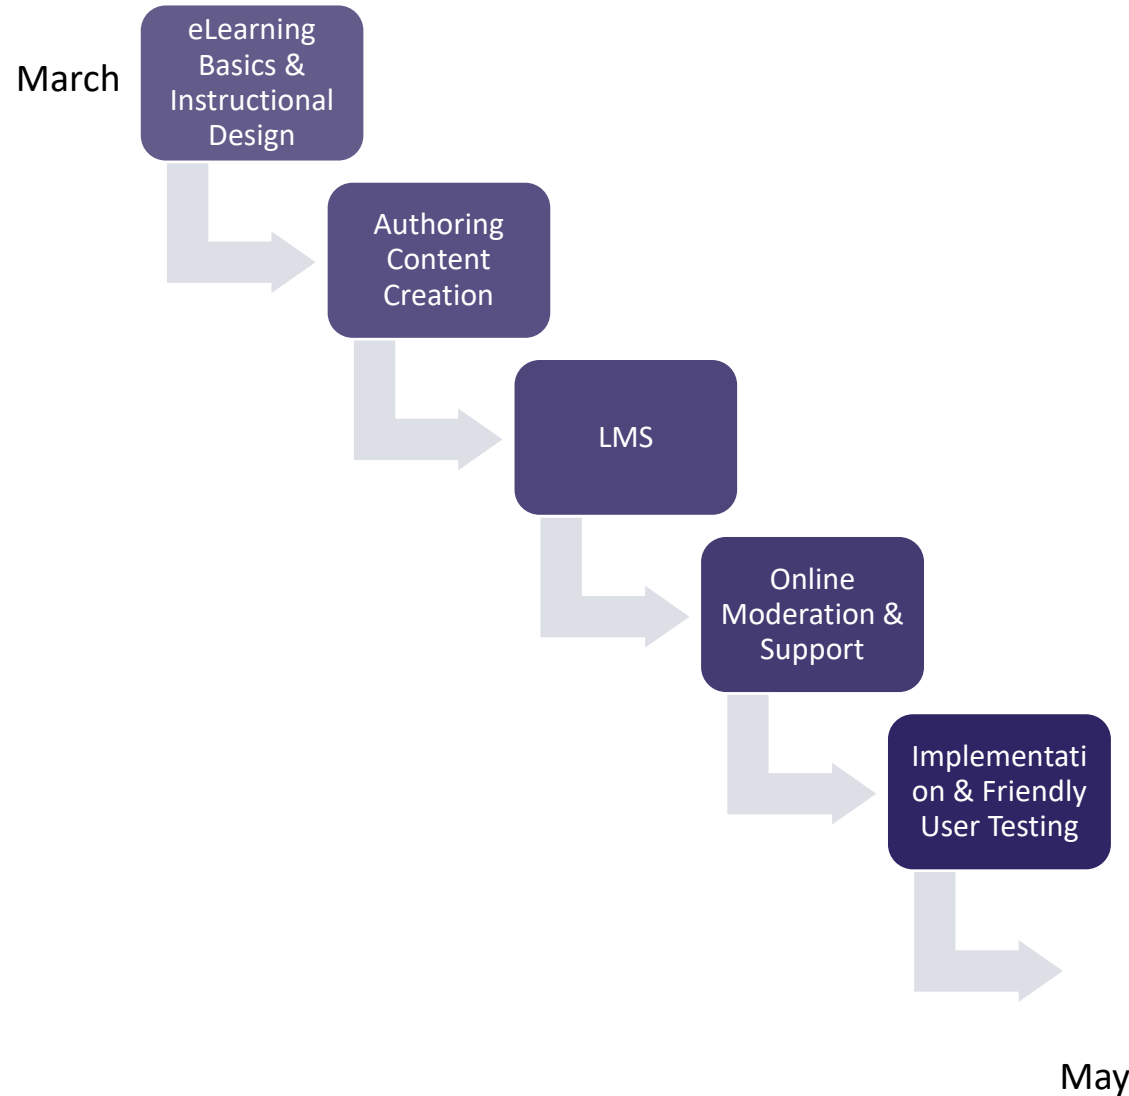 eLearning
Basics &
Instructional
Design
March
Authoring
Content
Creation
LMS
Online
Moderation &
Support
Implementati
on & Friendly
User Testing
May